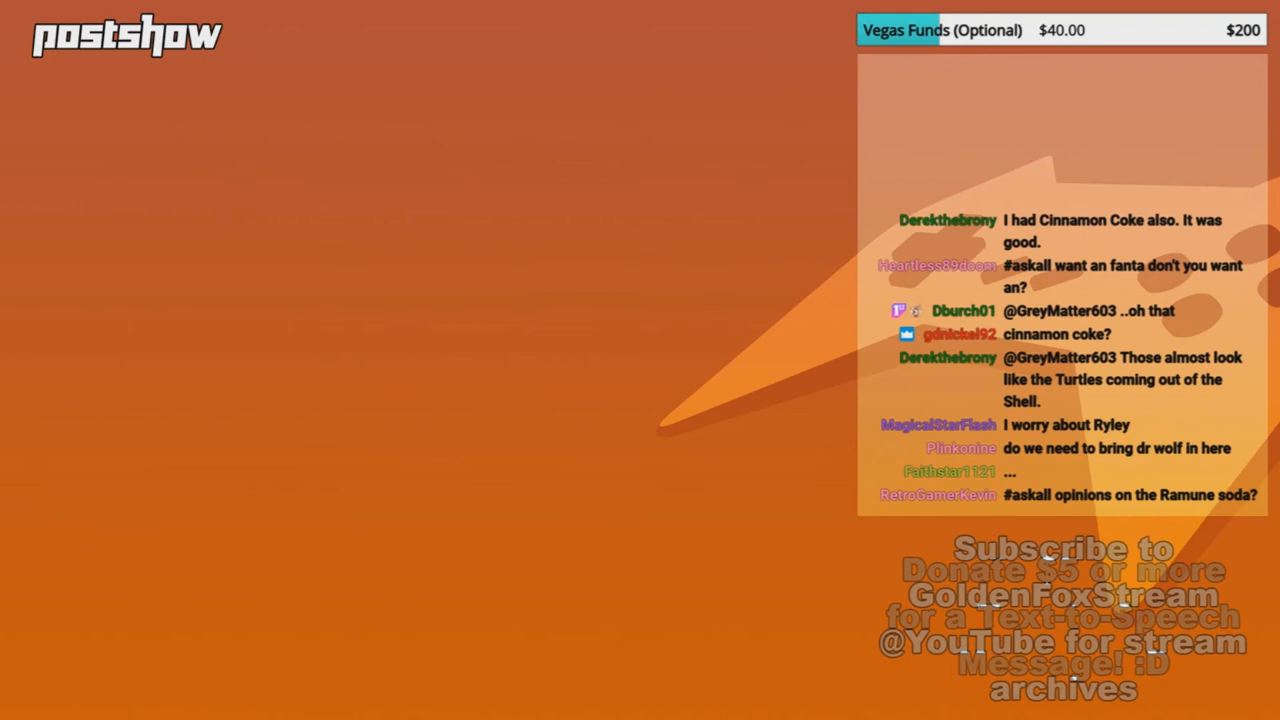 postshow
Vegas Funds (Optional) $40.00 $200
Derekthebrony I had Cinnamon Coke also. It was
good.
Heartless89doom #askall want an fanta don't you want
an?
Dburch01 @GreyMatter603 ..oh that
gdnickel92 cinnamon coke?
Derekthebrony @GreyMatter603 Those almost look
like the Turtles coming out of the
Shell.
MagicalStarFlash I worry about Ryley
Plinkonine do we need to bring dr wolf in here
Faithstar1121 ...
RetroGamerKevin #askall opinions on the Ramune soda?
Subscribe to
Donate $5 or more
GoldenFoxStream
for a Text-to-Speech
@YouTube for stream
Message! :D
archives